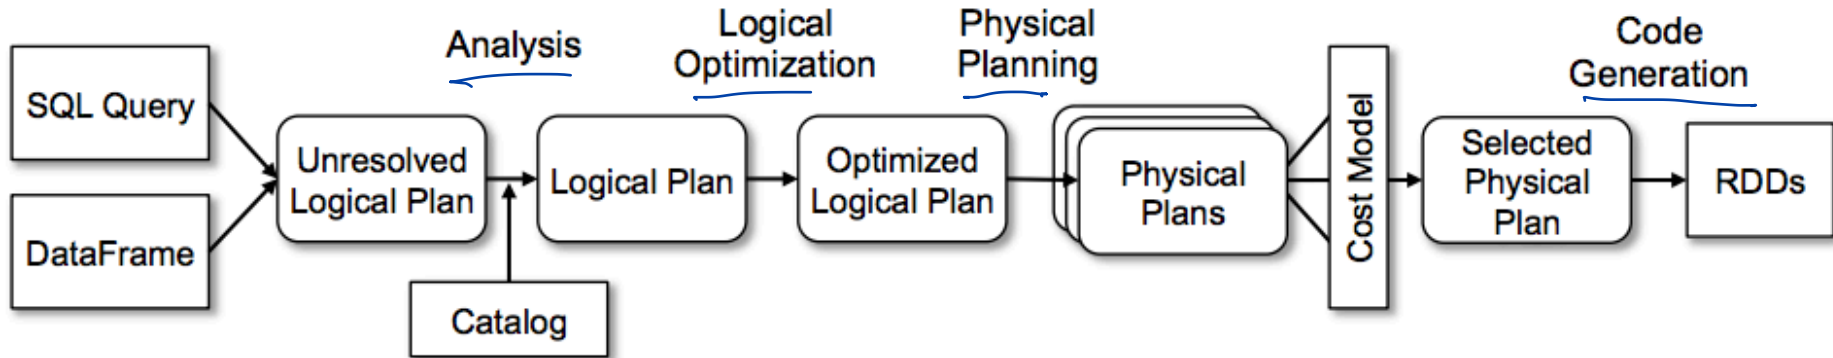 Analysis
Logical
Optimization
Physical
Planning
Code
Generation
SQL Query
DataFrame
Unresolved
Logical Plan
Catalog
Logical Plan
Optimized
Logical Plan
Physical
Plans
Cost Model
Selected
Physical
Plan
RDDs